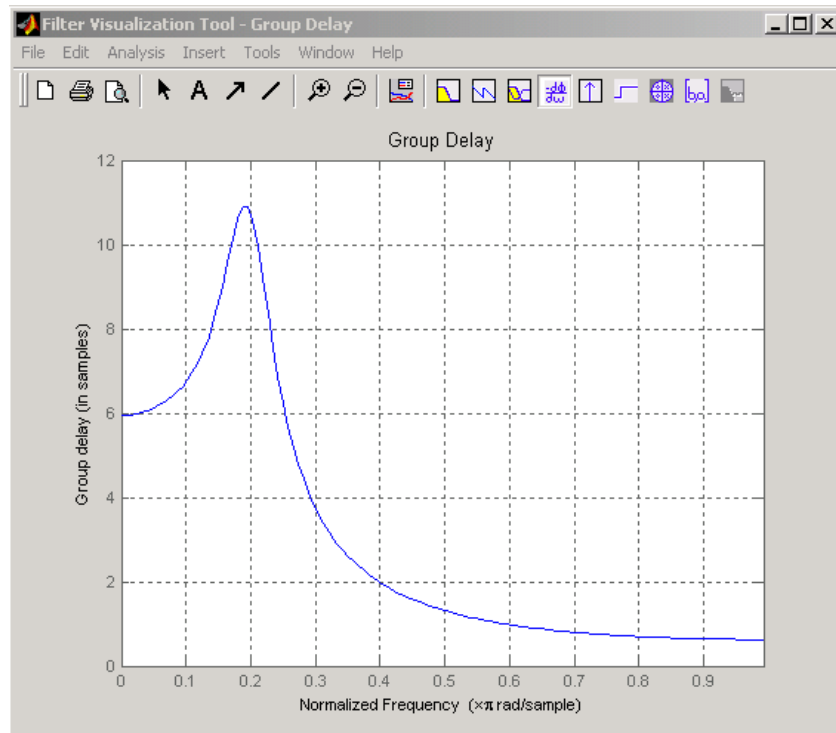 Filter Visualization Tool - Group Delay
File Edit Analysis Insert Tools Window Help
A
Group Delay
12
10
8
6
4
2
0
Group delay (in samples)
0 0.1 0.2 0.3 0.4 0.5 0.6 0.7 0.8 0.9
Normalized Frequency (×π rad/sample)